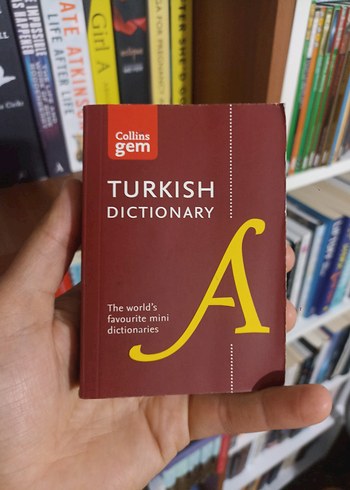 ATE ATKINSON
LIFE AFTER LIFE
Girl A
Collins
gem
TURKISH
DICTIONARY
A
The world's
favourite mini
dictionaries